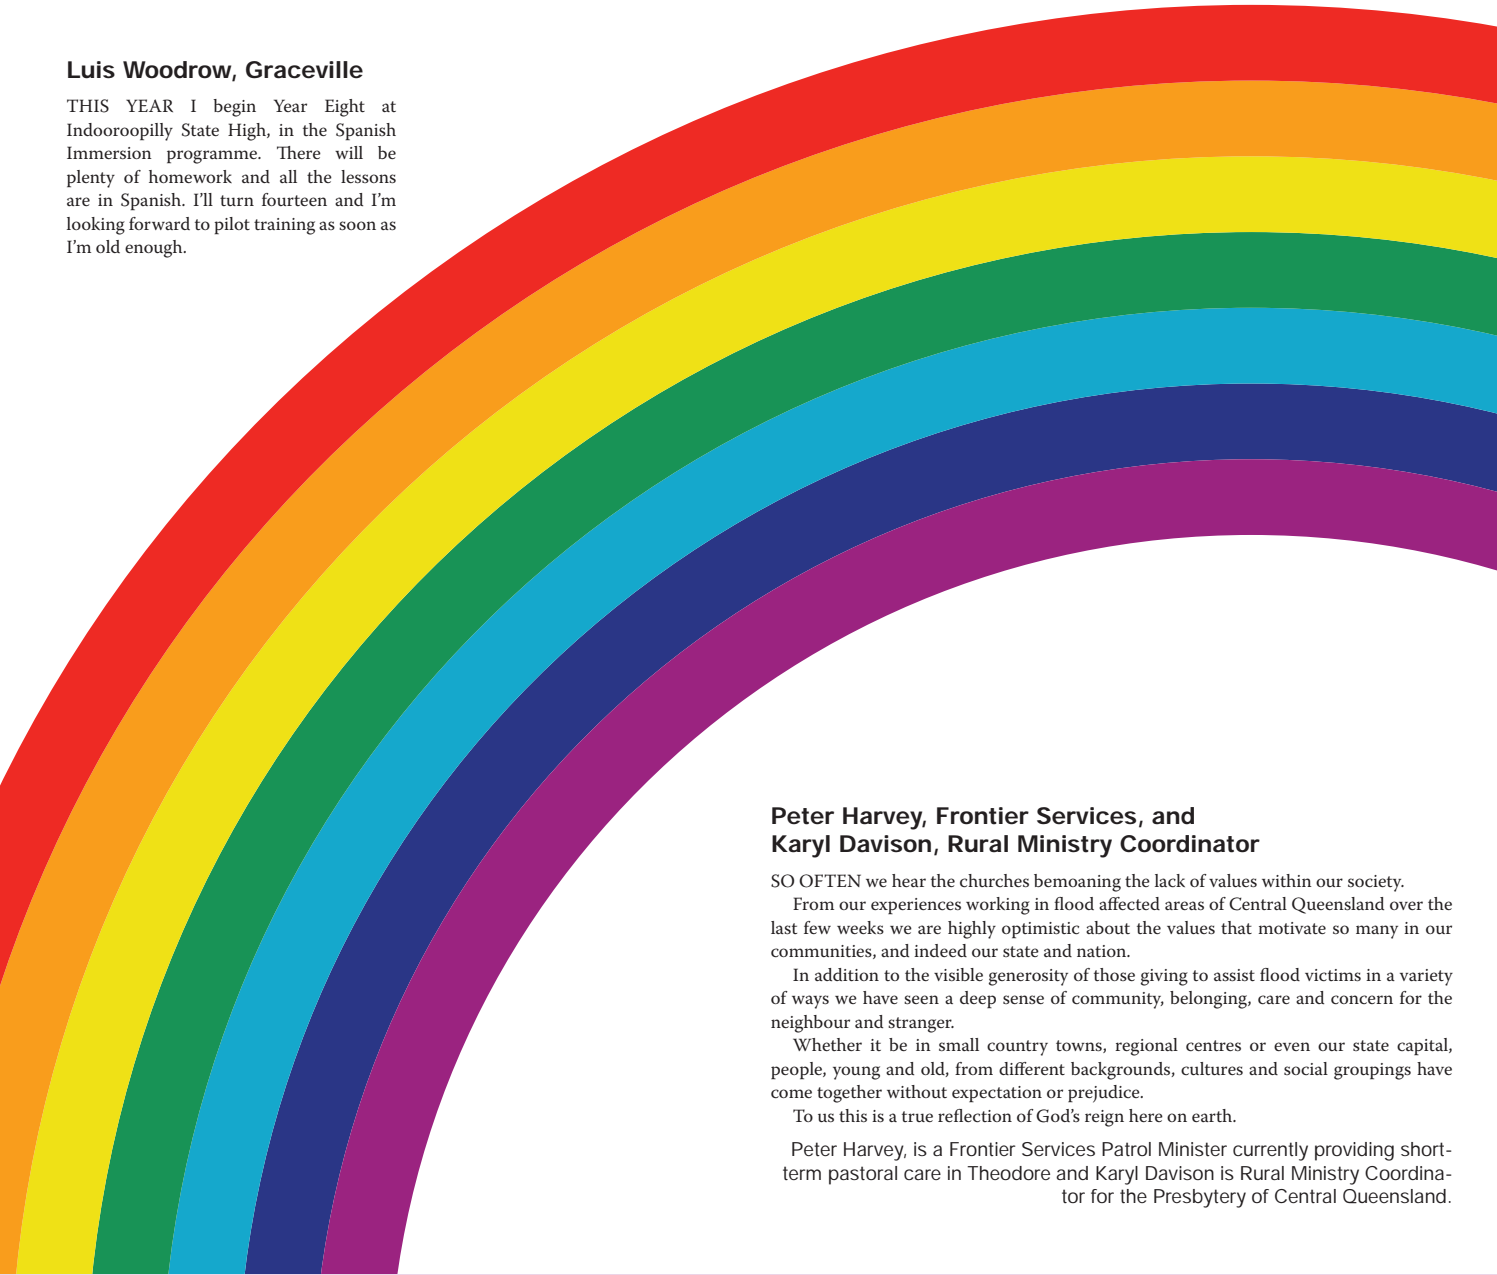 Luis Woodrow, Graceville
THIS YEAR I begin Year Eight at
Indooroopilly State High, in the Spanish
Immersion programme. There will be
plenty of homework and all the lessons
are in Spanish. I'll turn fourteen and I'm
looking forward to pilot training as soon as
I'm old enough.
Peter Harvey, Frontier Services, and
Karyl Davison, Rural Ministry Coordinator
SO OFTEN we hear the churches bemoaning the lack of values within our society.
From our experiences working in flood affected areas of Central Queensland over the
last few weeks we are highly optimistic about the values that motivate so many in our
communities, and indeed our state and nation.
In addition to the visible generosity of those giving to assist flood victims in a variety
of ways we have seen a deep sense of community, belonging, care and concern for the
neighbour and stranger.
Whether it be in small country towns, regional centres or even our state capital,
people, young and old, from different backgrounds, cultures and social groupings have
come together without expectation or prejudice.
To us this is a true reflection of God's reign here on earth.
Peter Harvey, is a Frontier Services Patrol Minister currently providing short-
term pastoral care in Theodore and Karyl Davison is Rural Ministry Coordina-
tor for the Presbytery of Central Queensland.